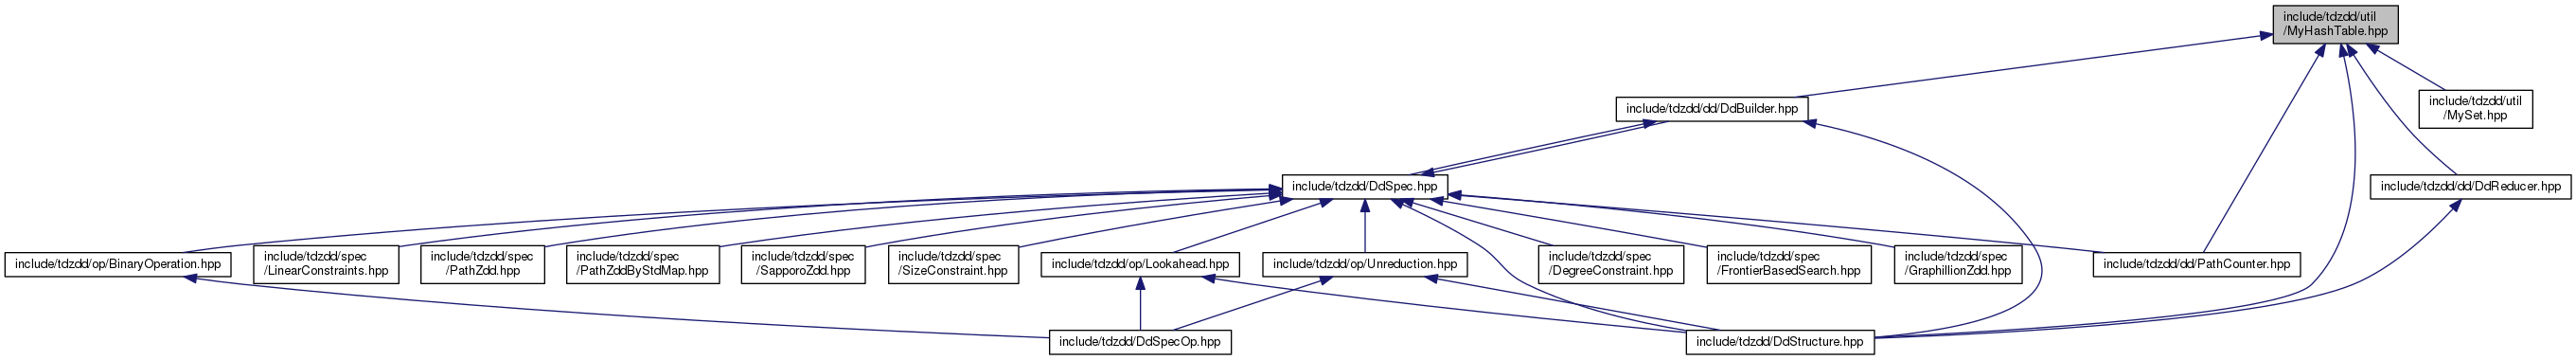 include/tdzdd/util
/MyHashTable.hpp
include/tdzdd/dd/DdBuilder.hpp
include/tdzdd/util
/MySet.hpp
include/tdzdd/DdSpec.hpp
include/tdzdd/dd/DdReducer.hpp
include/tdzdd/op/BinaryOperation.hpp
include/tdzdd/spec
/LinearConstraints.hpp
include/tdzdd/spec
/PathZdd.hpp
include/tdzdd/spec
/PathZddByStdMap.hpp
include/tdzdd/spec
/SapporoZdd.hpp
include/tdzdd/spec
/SizeConstraint.hpp
include/tdzdd/op/Lookahead.hpp
include/tdzdd/op/Unreduction.hpp
include/tdzdd/spec
/DegreeConstraint.hpp
include/tdzdd/spec
/FrontierBasedSearch.hpp
include/tdzdd/spec
/GraphillionZdd.hpp
include/tdzdd/dd/PathCounter.hpp
include/tdzdd/DdSpecOp.hpp
include/tdzdd/DdStructure.hpp